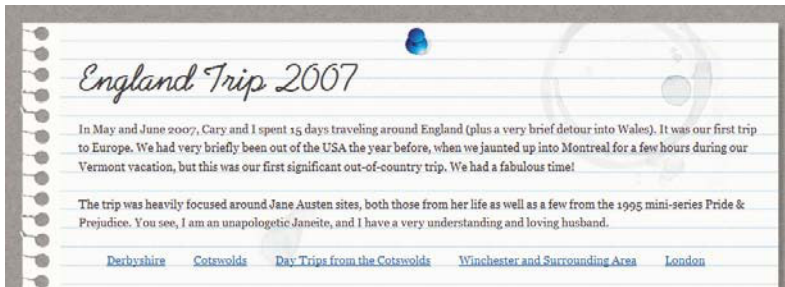 England Trip 2007
In May and June 2007, Cary and I spent 15 days traveling around England (plus a very brief detour into Wales). It was our first trip
to Europe. We had very briefly been out of the USA the year before, when we jaunted up into Montreal for a few hours during our
Vermont vacation, but this was our first significant out-of-country trip. We had a fabulous time!
The trip was heavily focused around Jane Austen sites, both those from her life as well as a few from the 1995 mini-series Pride &
Prejudice. You see, I am an unapologetic Janeite, and I have a very understanding and loving husband.
Derbyshire Cotswolds Day Trips from the Cotswolds Winchester and Surrounding Area London